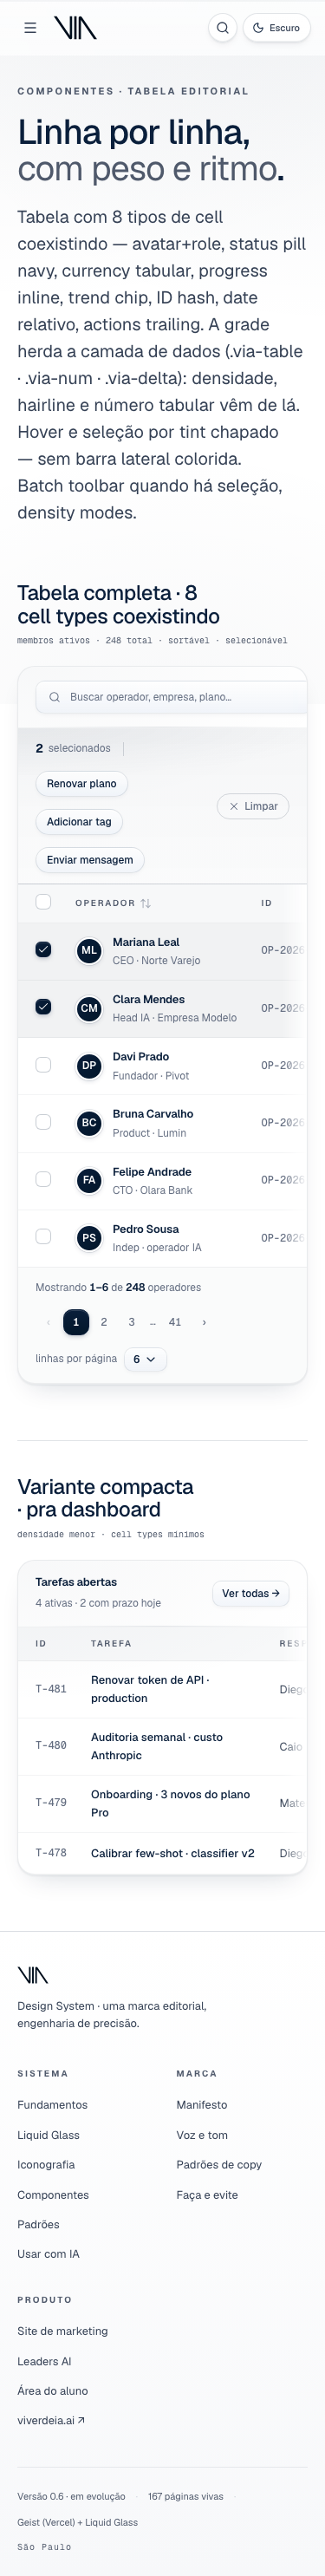 VIA
Escuro
COMPONENTES · TABELA EDITORIAL
Linha por linha,
com peso e ritmo.
Tabela com 8 tipos de cell
coexistindo — avatar+role, status pill
navy, currency tabular, progress
inline, trend chip, ID hash, date
relativo, actions trailing. A grade
herda a camada de dados (.via-table
· .via-num · .via-delta): densidade,
hairline e número tabular vêm de lá.
Hover e seleção por tint chapado
— sem barra lateral colorida.
Batch toolbar quando há seleção,
density modes.
Tabela completa · 8
cell types coexistindo
membros ativos · 248 total · sortável · selecionável
Buscar operador, empresa, plano...
2 selecionados
Renovar plano
Adicionar tag
Enviar mensagem
Limpar
OPERADOR ID
ML Mariana Leal OP-2026
CEO · Norte Varejo
CM Clara Mendes OP-2026
Head IA · Empresa Modelo
DP Davi Prado OP-2026
Fundador · Pivot
BC Bruna Carvalho OP-2026
Product · Lumin
FA Felipe Andrade OP-2026
CTO · Olara Bank
PS Pedro Sousa OP-2026
Indep · operador IA
Mostrando 1–6 de 248 operadores
‹ 1 2 3 … 41 ›
linhas por página 6
Variante compacta
· pra dashboard
densidade menor · cell types mínimos
Tarefas abertas
4 ativas · 2 com prazo hoje
Ver todas →
ID TAREFA
T-481 Renovar token de API ·
production
T-480 Auditoria semanal · custo Caio
Anthropic
T-479 Onboarding · 3 novos do plano
Pro
T-478 Calibrar few-shot · classifier v2
VIA
Design System · uma marca editorial,
engenharia de precisão.
SISTEMA
Fundamentos
Liquid Glass
Iconografia
Componentes
Padrões
Usar com IA
MARCA
Manifesto
Voz e tom
Padrões de copy
Faça e evite
PRODUTO
Site de marketing
Leaders AI
Área do aluno
viverdeia.ai ↗
Versão 0.6 · em evolução · 167 páginas vivas ·
Geist (Vercel) + Liquid Glass
São Paulo